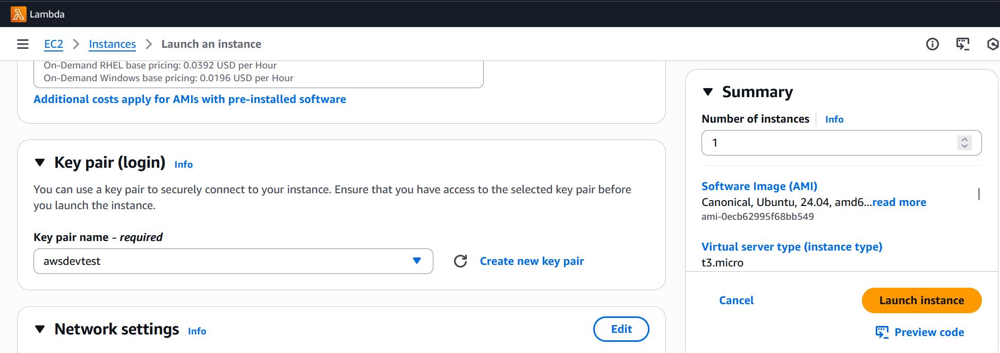 Lambda
EC2 Instances Launch an instance
On-Demand RHEL base pricing: 0.0392 USD per Hour
On-Demand Windows base pricing: 0.0196 USD per Hour
Additional costs apply for AMIs with pre-installed software
Key pair (login) Info
You can use a key pair to securely connect to your instance. Ensure that you have access to the selected key pair before
you launch the instance.
Key pair name - required
awsdevtest
Create new key pair
Network settings Info
Edit
Summary
Number of instances Info
1
Software Image (AMI)
Canonical, Ubuntu, 24.04, amd6...read more
ami-0ecb62995f68bb549
Virtual server type (instance type)
t3.micro
Cancel
Launch instance
Preview code